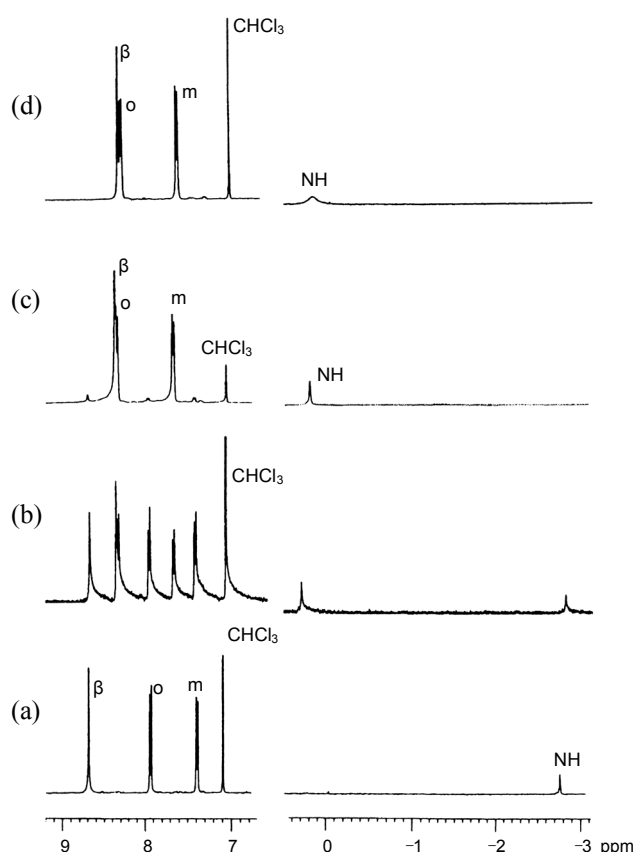 CHCl₃
β
(d)
o
m
NH
β
(c)
o
m
CHCl₃
NH
CHCl₃
(b)
CHCl₃
β
o
m
(a)
NH
9 8 7 0 −1 −2 −3 ppm